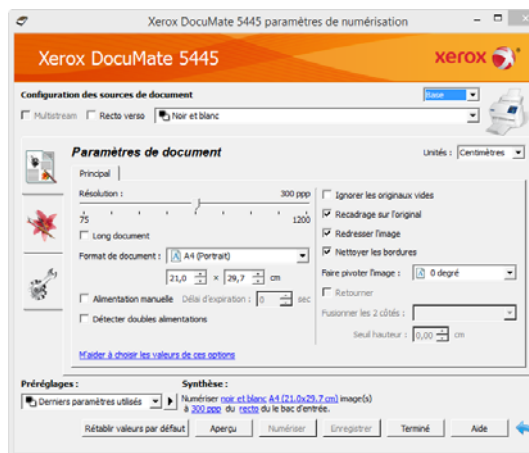 Xerox DocuMate 5445 paramètres de numérisation
Xerox DocuMate 5445
xerox
Configuration des sources de document
Base
Multistream
Recto verso
Noir et blanc
Paramètres de document
Unités :
Centimètres
Principal
Résolution :
300 ppp
75
1200
Long document
Format de document :
A4 (Portrait)
21,0 × 29,7 cm
Alimentation manuelle
Délai d'expiration :
0 sec
Détecter doubles alimentations
M'aider à choisir les valeurs de ces options
Ignorer les originaux vides
Recadrage sur l'original
Redresser l'image
Nettoyer les bordures
Faire pivoter l'image :
0 degré
Retourner
Fusionner les 2 côtés :
Seuil hauteur :
0,00 cm
Préréglages :
Derniers paramètres utilisés
Synthèse :
Numériser noir et blanc A4 (21.0x29.7 cm) image(s)
à 300 ppp du recto du le bac d'entrée.
Rétablir valeurs par défaut
Aperçu
Numériser
Enregistrer
Terminé
Aide